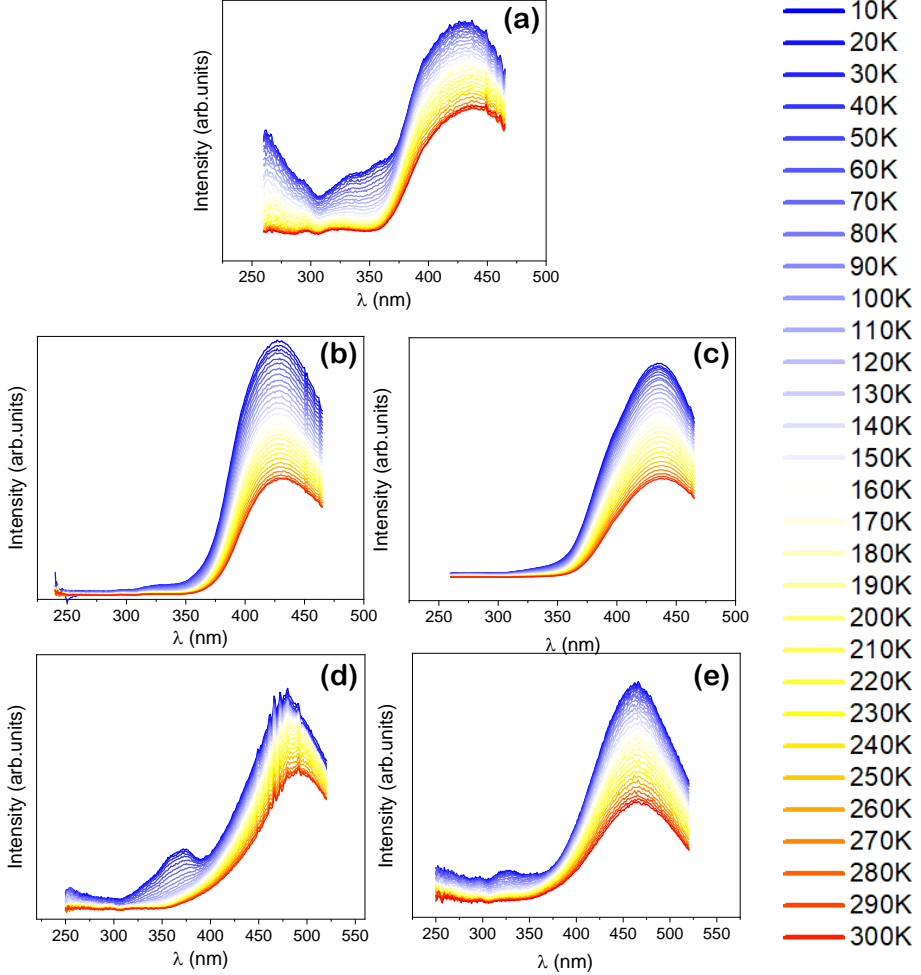 (a)
Intensity (arb.units)
250 300 350 400 450 500
λ (nm)
(b)
Intensity (arb.units)
250 300 350 400 450 500
λ (nm)
(c)
Intensity (arb.units)
250 300 350 400 450 500
λ (nm)
(d)
Intensity (arb.units)
250 300 350 400 450 500 550
λ (nm)
(e)
Intensity (arb.units)
250 300 350 400 450 500 550
λ (nm)
10K
20K
30K
40K
50K
60K
70K
80K
90K
100K
110K
120K
130K
140K
150K
160K
170K
180K
190K
200K
210K
220K
230K
240K
250K
260K
270K
280K
290K
300K